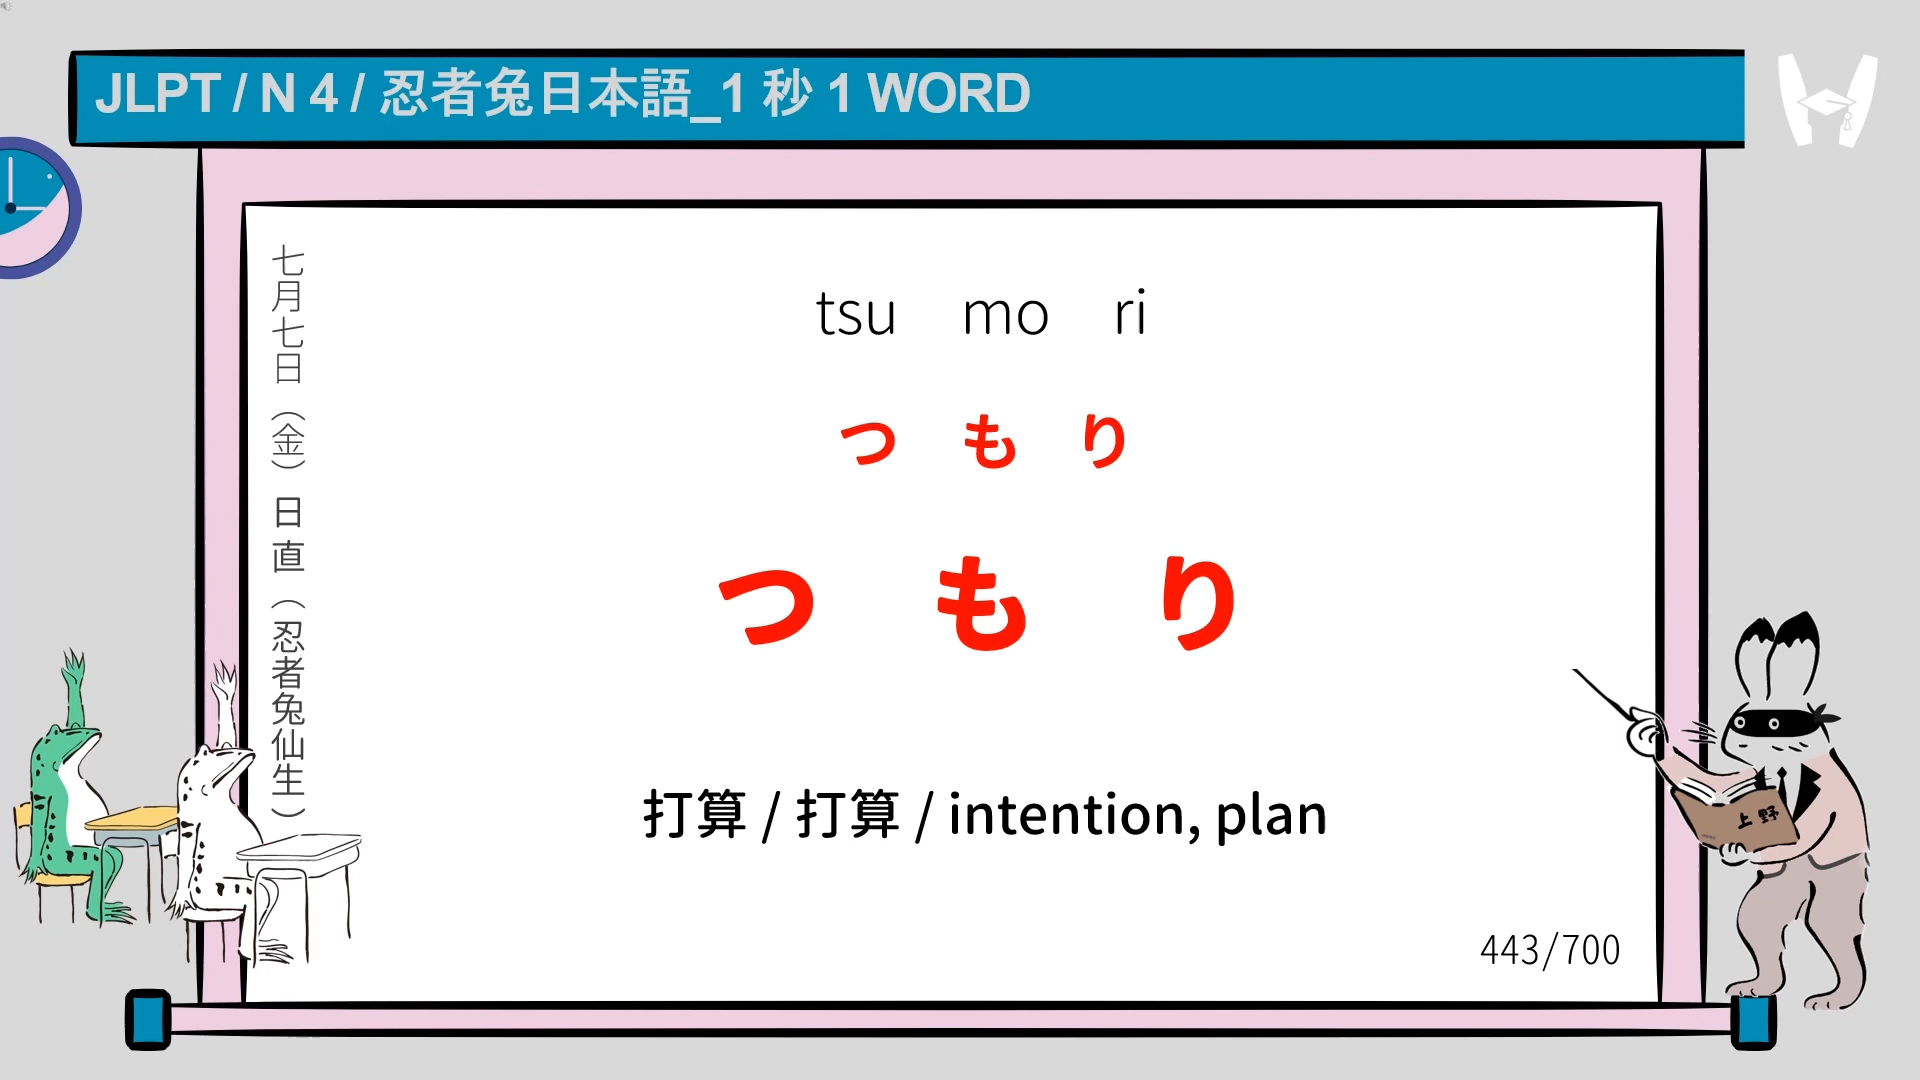 JLPT / N 4 / 忍者兔日本語_1 秒 1 WORD
七月七日（金）日直（忍者兔仙生）
tsu mo ri
つ も り
つ も り
打算 / 打算 / intention, plan
上野
443/700